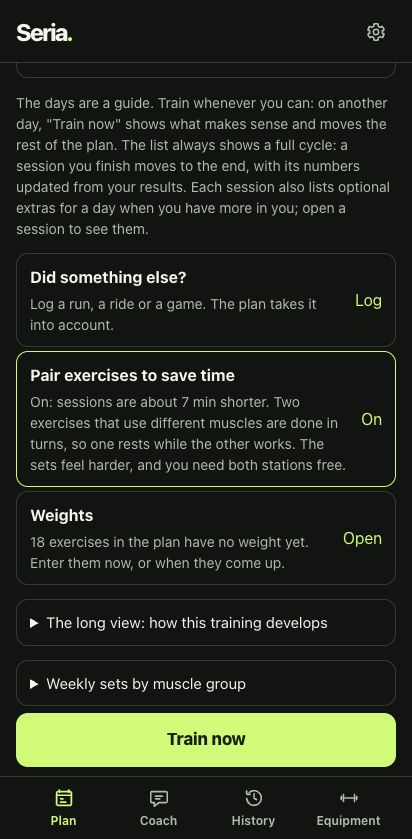 Seria.
The days are a guide. Train whenever you can: on another
day, "Train now" shows what makes sense and moves the
rest of the plan. The list always shows a full cycle: a
session you finish moves to the end, with its numbers
updated from your results. Each session also lists optional
extras for a day when you have more in you; open a
session to see them.
Did something else?
Log a run, a ride or a game. The plan takes it
into account.
Log
Pair exercises to save time
On: sessions are about 7 min shorter. Two
exercises that use different muscles are done in
turns, so one rests while the other works. The
sets feel harder, and you need both stations free.
On
Weights
18 exercises in the plan have no weight yet.
Enter them now, or when they come up.
Open
The long view: how this training develops
Weekly sets by muscle group
Train now
Plan
Coach
History
Equipment